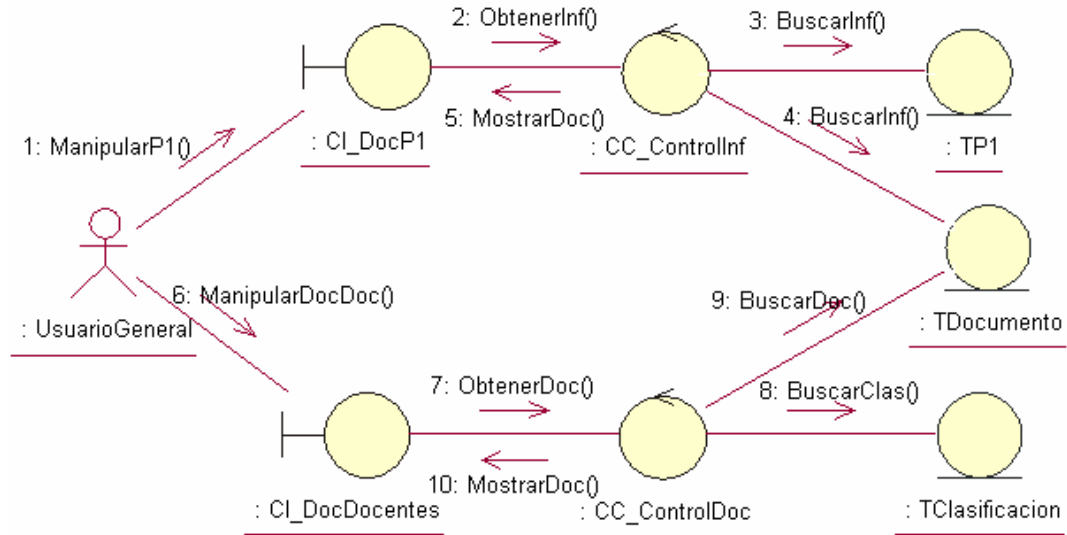 2: ObtenerInf()
3: BuscarInf()
5: MostrarDoc()
4: BuscarInf()
1: ManipularP1()
: CI_DocP1
: CC_ControlInf
: TP1
6: ManipularDocDoc()
9: BuscarDoc()
: UsuarioGeneral
: TDocumento
7: ObtenerDoc()
8: BuscarClas()
10: MostrarDoc()
: CI_DocDocentes
: CC_ControlDoc
: TClasificacion